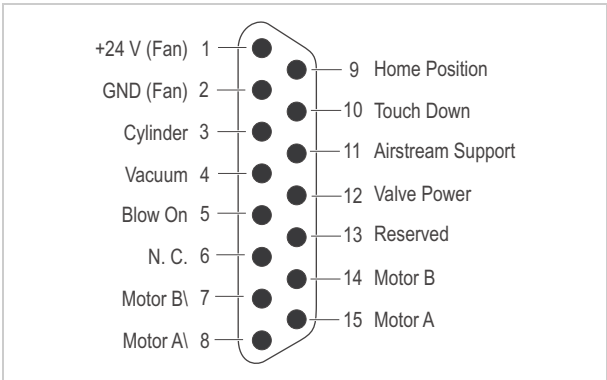 +24 V (Fan) 1
GND (Fan) 2
Cylinder 3
Vacuum 4
Blow On 5
N. C. 6
Motor B\ 7
Motor A\ 8
9 Home Position
10 Touch Down
11 Airstream Support
12 Valve Power
13 Reserved
14 Motor B
15 Motor A